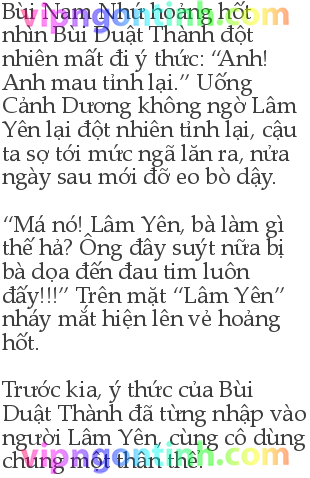 Bùi Nam Nhứ hoảng hốt
vipngontinh.com
nhìn Bùi Duật Thành đột
nhiên mất đi ý thức: “Anh!
Anh mau tỉnh lại.” Uống
Cảnh Dương không ngờ Lâm
Yên lại đột nhiên tỉnh lại, cậu
ta sợ tới mức ngã lăn ra, nửa
ngày sau mới đỡ eo bò dậy.
“Má nó! Lâm Yên, bà làm gì
thế hả? Ông đây suýt nữa bị
bà dọa đến đau tim luôn
đấy!!!” Trên mặt “Lâm Yên”
nháy mắt hiện lên vẻ hoảng
hốt.
Trước kia, ý thức của Bùi
Duật Thành đã từng nhập vào
người Lâm Yên, cùng cô dùng
chung một thân thể.
vipngontinh.com